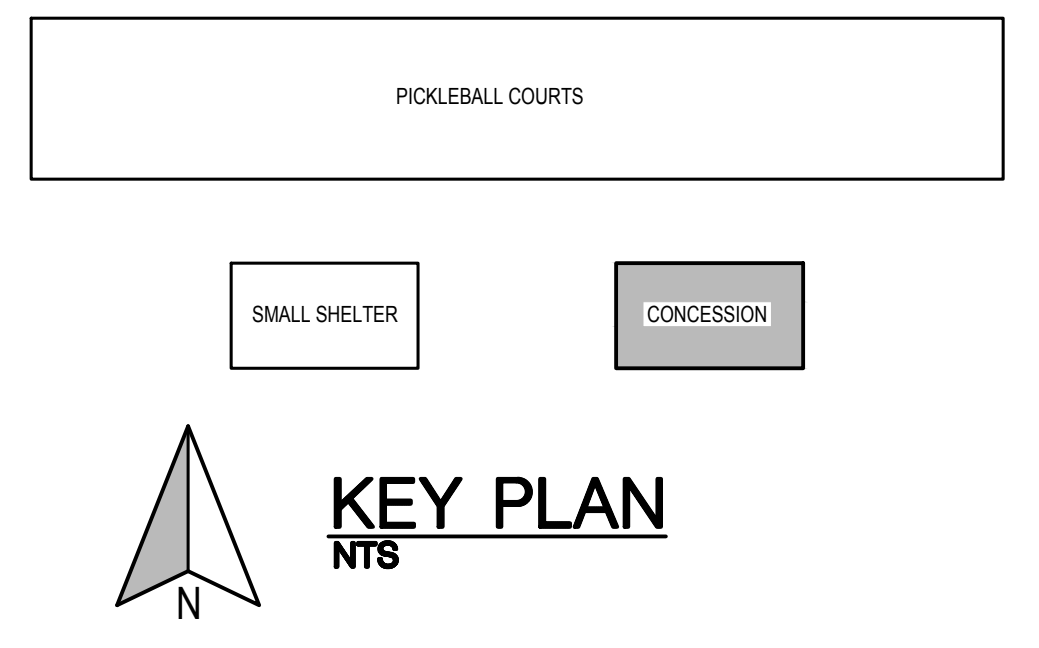 PICKLEBALL COURTS
SMALL SHELTER
CONCESSION
KEY PLAN
NTS
N